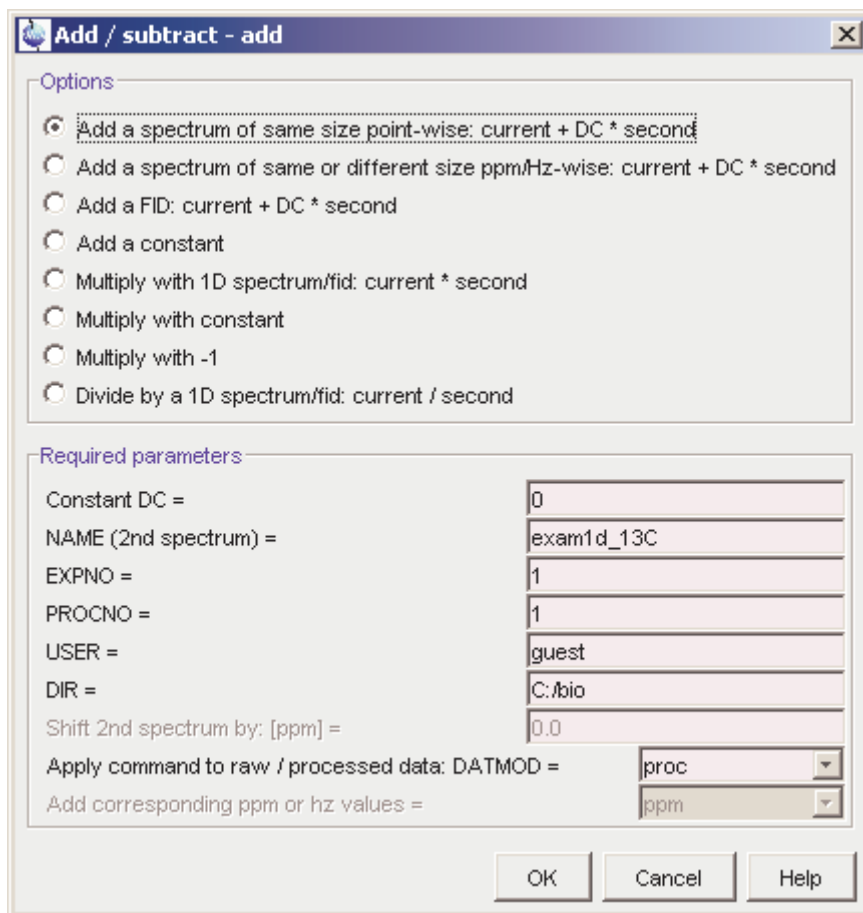 Add / subtract - add
Options
Add a spectrum of same size point-wise: current + DC * second
Add a spectrum of same or different size ppm/Hz-wise: current + DC * second
Add a FID: current + DC * second
Add a constant
Multiply with 1D spectrum/fid: current * second
Multiply with constant
Multiply with -1
Divide by a 1D spectrum/fid: current / second
Required parameters
Constant DC = 0
NAME (2nd spectrum) = exam1d_13C
EXPNO = 1
PROCNO = 1
USER = guest
DIR = C:/bio
Shift 2nd spectrum by: [ppm] = 0.0
Apply command to raw / processed data: DATMOD = proc
Add corresponding ppm or hz values = ppm
OK Cancel Help